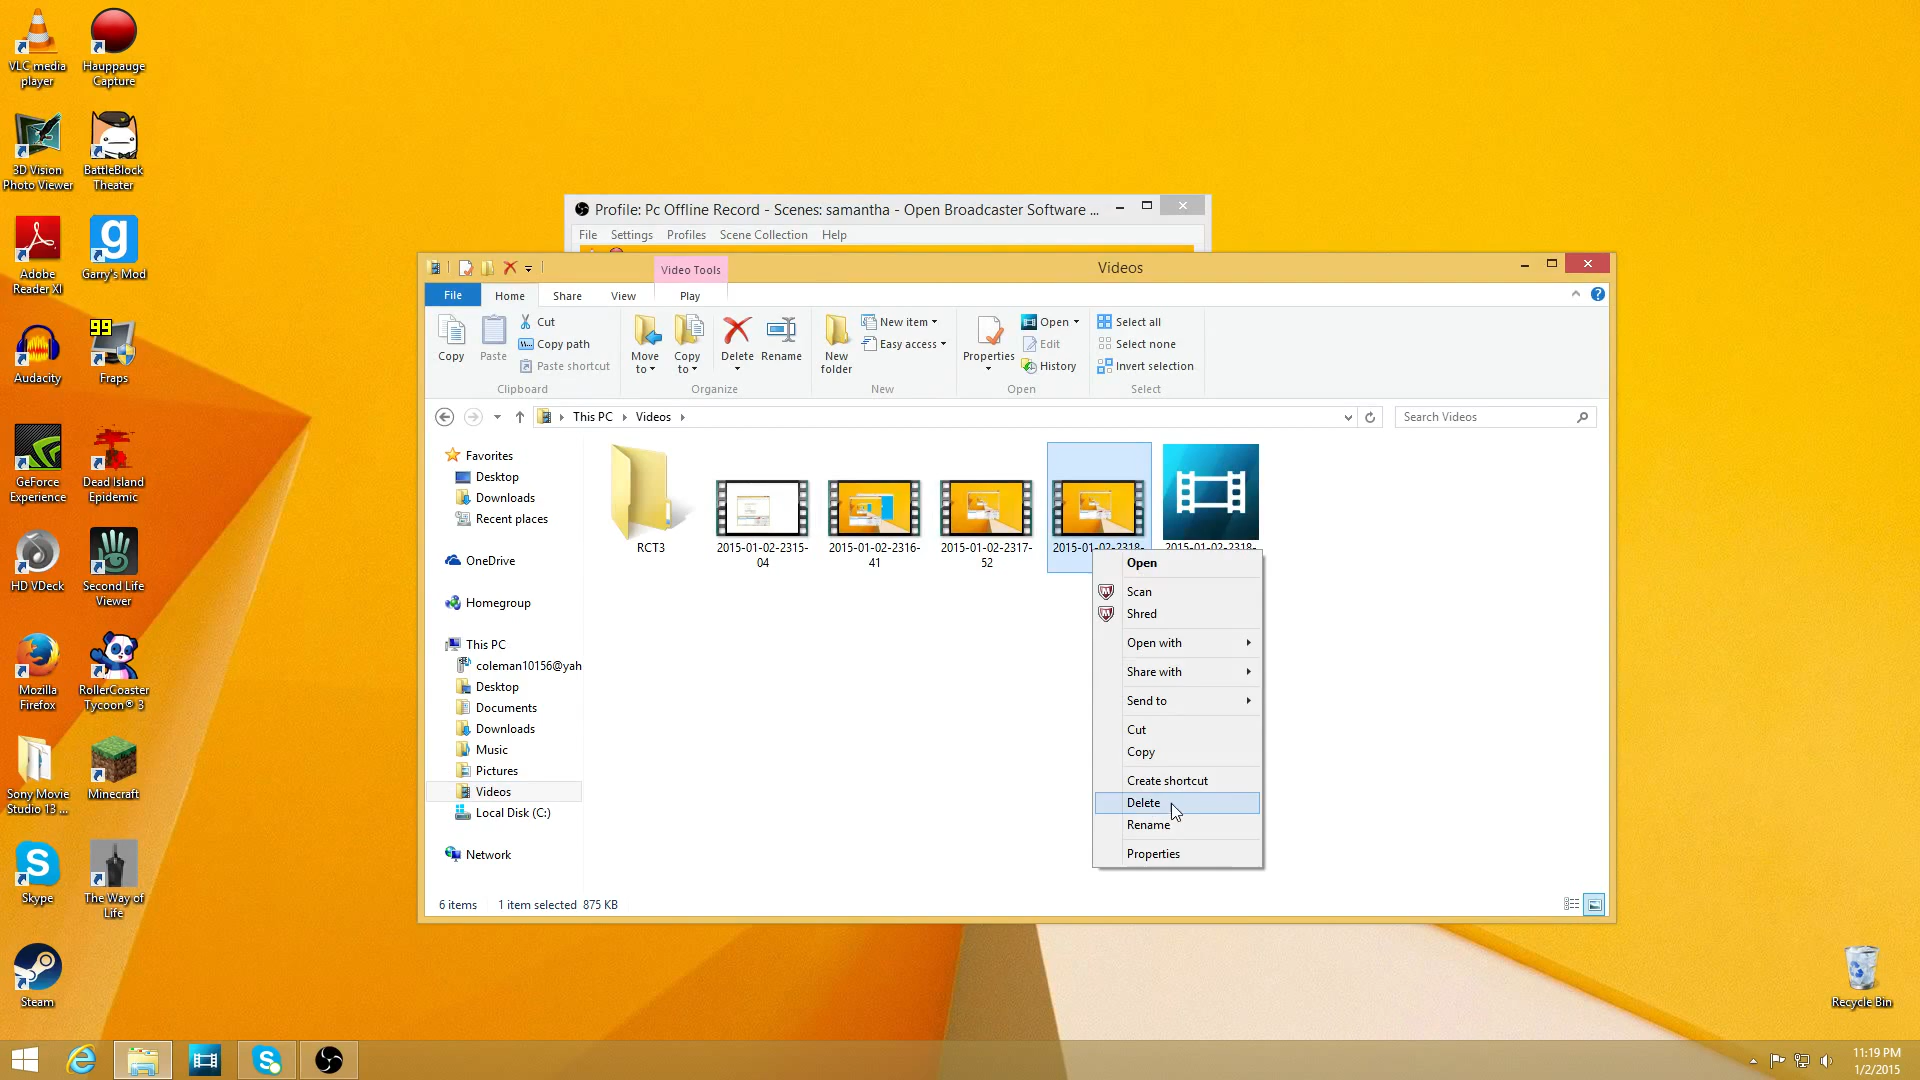 VLC media
player
Hauppauge
Capture
3D Vision
Photo Viewer
BattleBlock
Theater
Adobe
Reader XI
Garry's Mod
Audacity
99
Fraps
GeForce
Experience
Dead Island
Epidemic
HD VDeck
Second Life
Viewer
Mozilla
Firefox
RollerCoaster
Tycoon® 3
Sony Movie
Studio 13 ...
Minecraft
Skype
The Way of
Life
Steam
Profile: Pc Offline Record - Scenes: samantha - Open Broadcaster Software ...
File Settings Profiles Scene Collection Help
Video Tools
Videos
File Home Share View Play
Copy
Paste
Cut
Copy path
Paste shortcut
Clipboard
Move
to
Copy
to
Delete
Rename
Organize
New
folder
New item
Easy access
New
Properties
Open
Edit
History
Open
Select all
Select none
Invert selection
Select
This PC Videos
Search Videos
Favorites
Desktop
Downloads
Recent places
OneDrive
Homegroup
This PC
coleman10156@yah
Desktop
Documents
Downloads
Music
Pictures
Videos
Local Disk (C:)
Network
RCT3
2015-01-02-2315-
04
2015-01-02-2316-
41
2015-01-02-2317-
52
2015-01-02-2318-
2015-01-02-2318-
Open
Scan
Shred
Open with
Share with
Send to
Cut
Copy
Create shortcut
Delete
Rename
Properties
6 items 1 item selected 875 KB
Recycle Bin
11:19 PM
1/2/2015